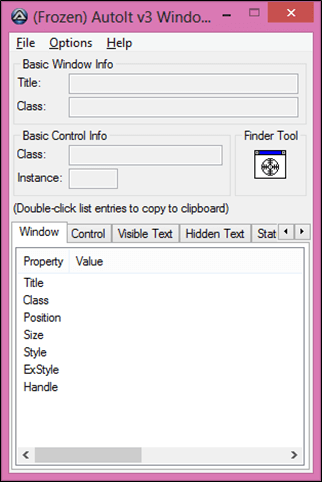 (Frozen) AutoIt v3 Windo...
File Options Help
Basic Window Info
Title:
Class:
Basic Control Info
Finder Tool
Class:
Instance:
(Double-click list entries to copy to clipboard)
Window Control Visible Text Hidden Text Stat
Property Value
Title
Class
Position
Size
Style
ExStyle
Handle